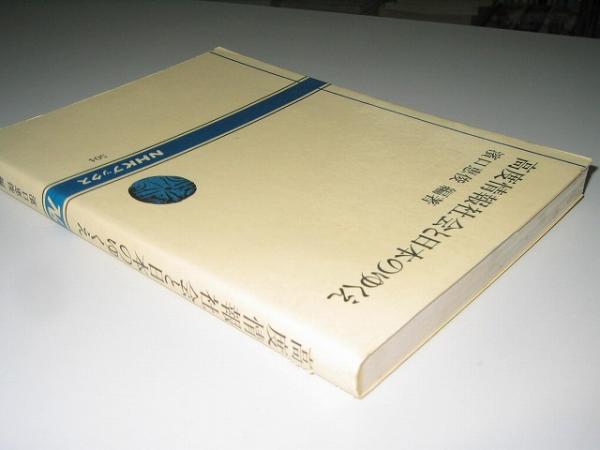 高度情報社会と日本のゆくえ
濱口惠俊 編著
NHKブックス
504
高度情報社会と日本のゆくえ
濱口惠俊 編